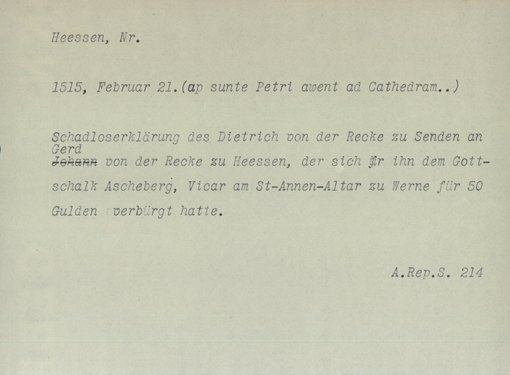 Heessen, Nr.
1515, Februar 21.(ap sunte Petri awent ad Cathedram..)
Schadloserklärung des Dietrich von der Recke zu Senden an
Gerd
Johann von der Recke zu Heessen, der sich für ihn dem Gott-
schalk Ascheberg, Vicar am St-Annen-Altar zu Werne für 50
Gulden verbürgt hatte.
A.Rep.S. 214